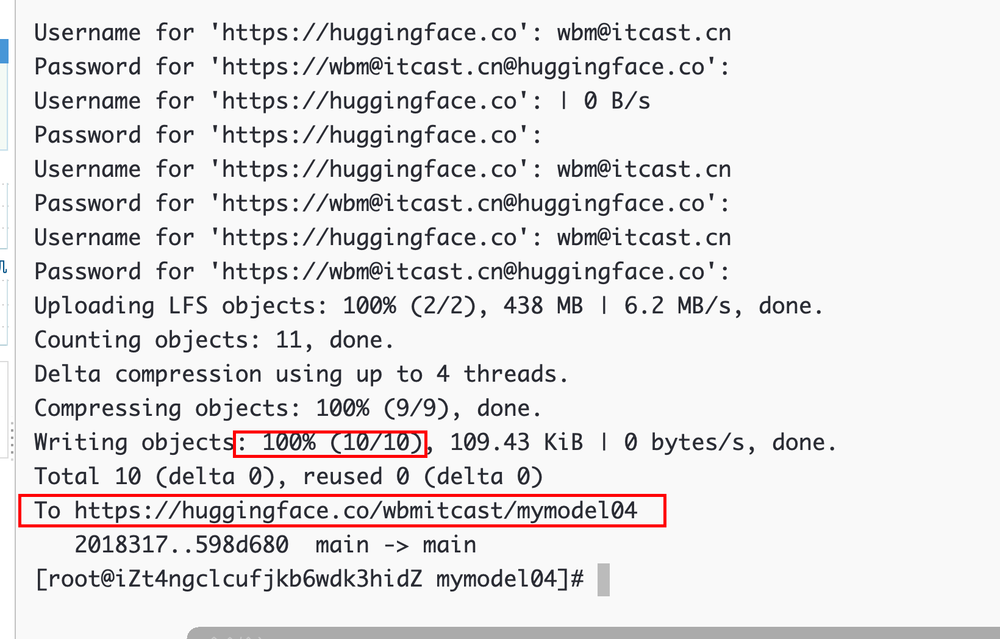 Username for 'https://huggingface.co': wbm@itcast.cn
Password for 'https://wbm@itcast.cn@huggingface.co':
Username for 'https://huggingface.co': | 0 B/s
Password for 'https://huggingface.co':
Username for 'https://huggingface.co': wbm@itcast.cn
Password for 'https://wbm@itcast.cn@huggingface.co':
Username for 'https://huggingface.co': wbm@itcast.cn
Password for 'https://wbm@itcast.cn@huggingface.co':
Uploading LFS objects: 100% (2/2), 438 MB | 6.2 MB/s, done.
Counting objects: 11, done.
Delta compression using up to 4 threads.
Compressing objects: 100% (9/9), done.
Writing objects: 100% (10/10), 109.43 KiB | 0 bytes/s, done.
Total 10 (delta 0), reused 0 (delta 0)
To https://huggingface.co/wbmitcast/mymodel04
2018317..598d680 main -> main
[root@iZt4ngclcufjkb6wdk3hidZ mymodel04]#